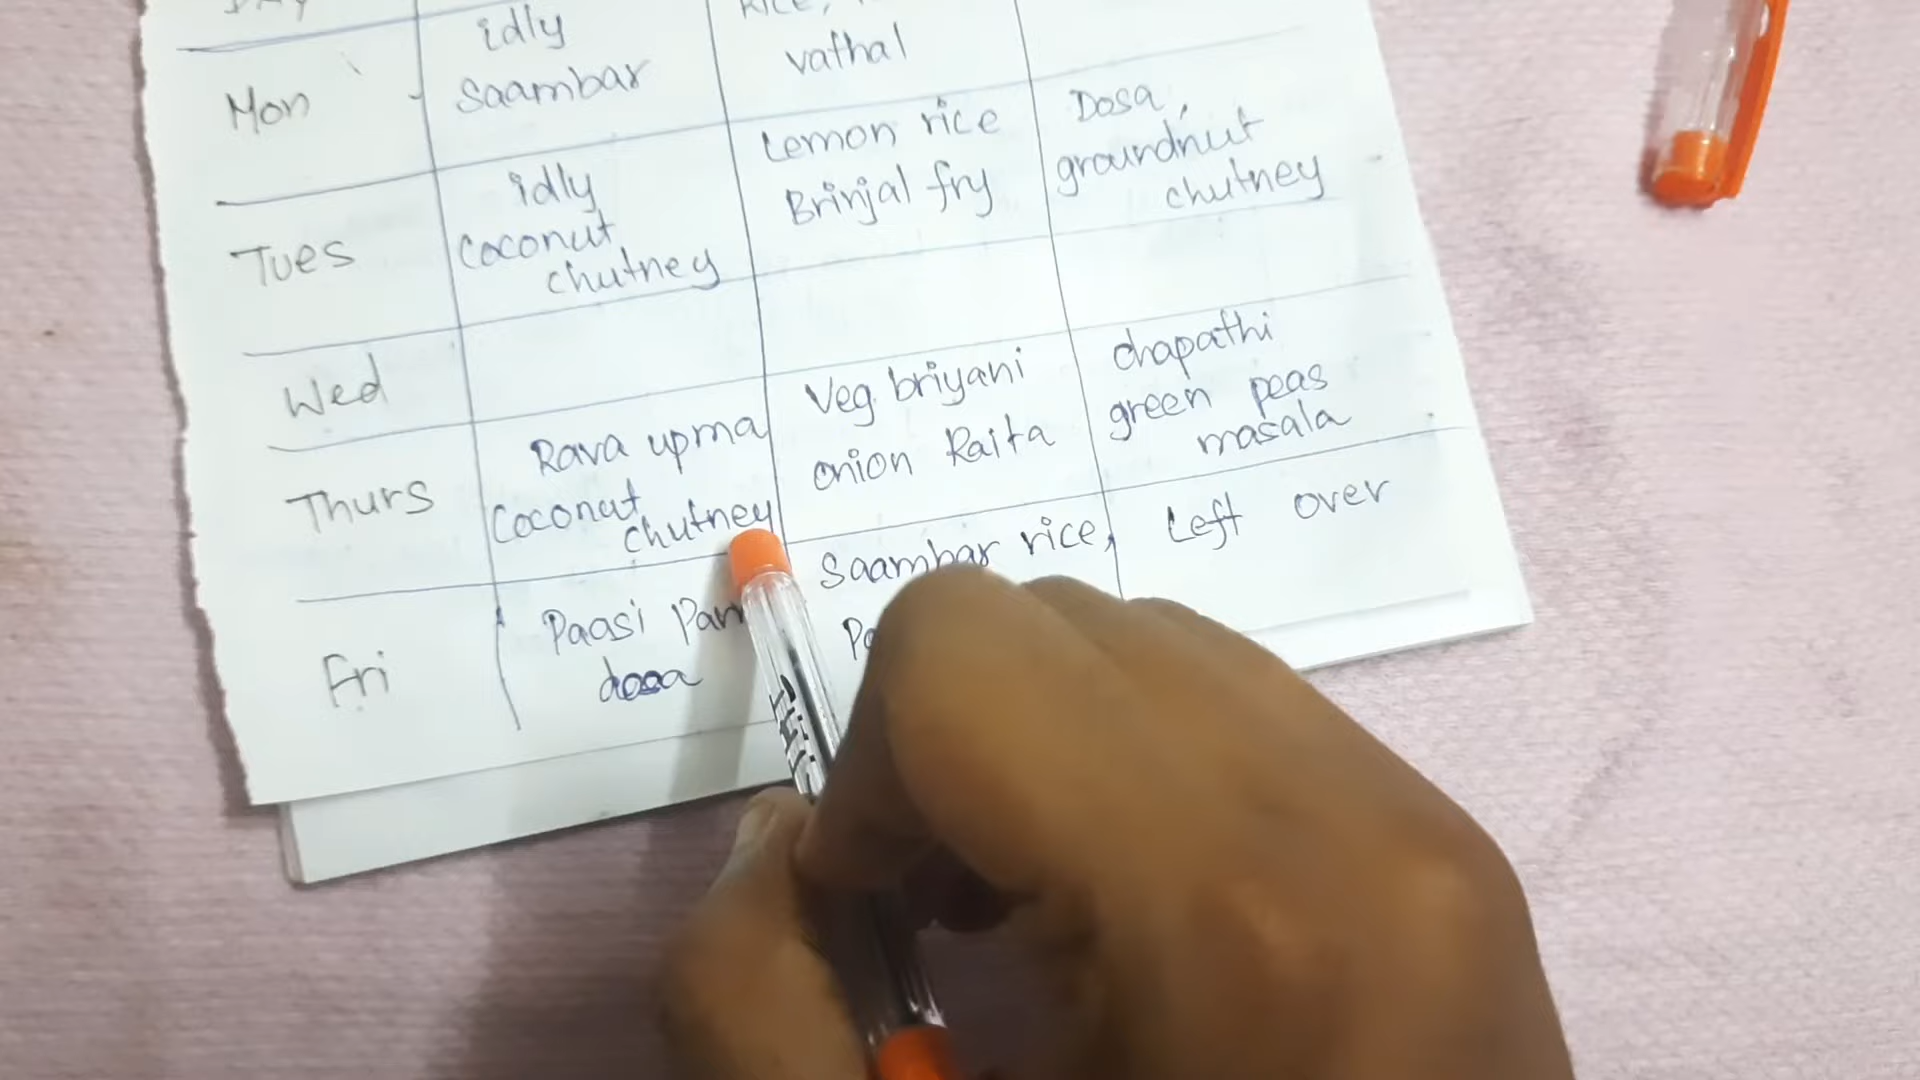 DAY
idly
Saambar
vathal
Mon
Dosa,
groundnut
chutney
Lemon rice
Brinjal fry
idly
Coconut
chutney
Tues
Wed
chapathi
green peas
masala
Veg briyani
onion Raita
Rava upma
Coconut
chutney
Thurs
Left over
Saambar rice,
Paasi
dosa
Fri